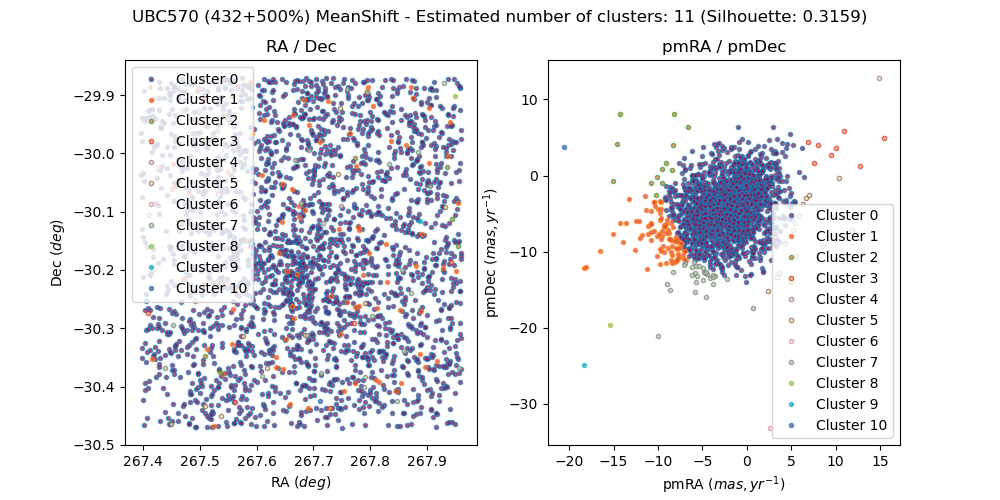 UBC570 (432+500%) MeanShift - Estimated number of clusters: 11 (Silhouette: 0.3159)
RA / Dec
Dec (deg)
−29.9
−30.0
−30.1
−30.2
−30.3
−30.4
−30.5
Cluster 0
Cluster 1
Cluster 2
Cluster 3
Cluster 4
Cluster 5
Cluster 6
Cluster 7
Cluster 8
Cluster 9
Cluster 10
267.4 267.5 267.6 267.7 267.8 267.9
RA (deg)
pmRA / pmDec
pmDec (mas, yr⁻¹)
10
0
−10
−20
−30
Cluster 0
Cluster 1
Cluster 2
Cluster 3
Cluster 4
Cluster 5
Cluster 6
Cluster 7
Cluster 8
Cluster 9
Cluster 10
−20 −15 −10 −5 0 5 10 15
pmRA (mas, yr⁻¹)